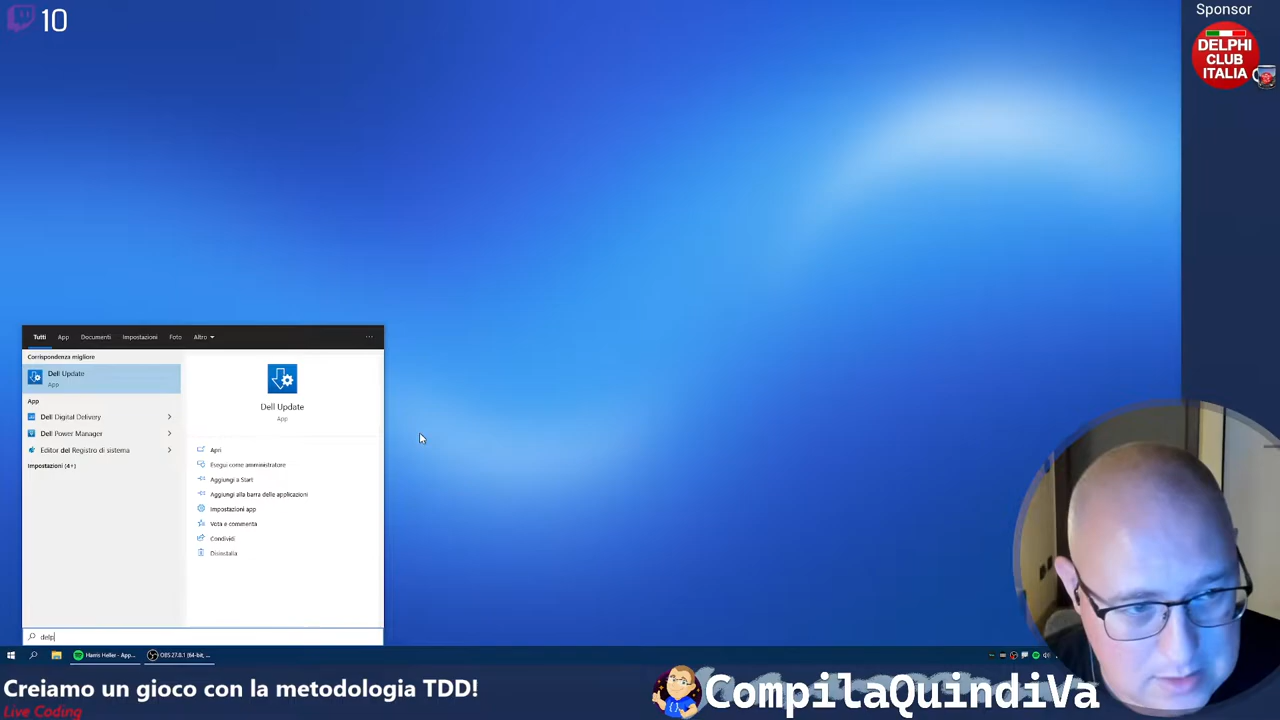 10
Sponsor
DELPHI
CLUB
ITALIA
Tutti App Documenti Impostazioni Foto Altro ...
Corrispondenza migliore
Dell Update
App
App
Dell Digital Delivery
Dell Power Manager
Editor del Registro di sistema
Impostazioni (4+)
Dell Update
App
Apri
Esegui come amministratore
Aggiungi a Start
Aggiungi alla barra delle applicazioni
Impostazioni app
Vota e commenta
Condividi
Disinstalla
delp
Harris Heller - App...
OBS 27.0.1 (64-bit, ...
Creiamo un gioco con la metodologia TDD!
Live Coding
{ }
CompilaQuindiVa